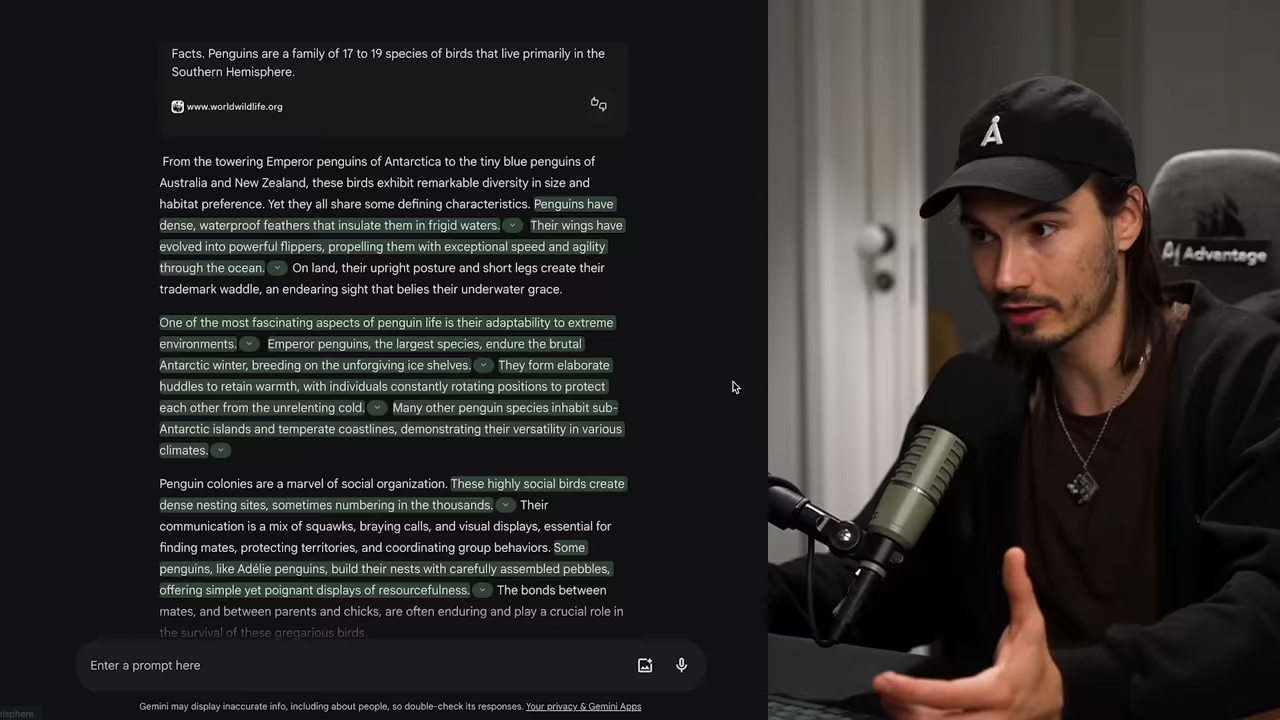 Facts. Penguins are a family of 17 to 19 species of birds that live primarily in the
Southern Hemisphere.
www.worldwildlife.org
From the towering Emperor penguins of Antarctica to the tiny blue penguins of
Australia and New Zealand, these birds exhibit remarkable diversity in size and
habitat preference. Yet they all share some defining characteristics. Penguins have
dense, waterproof feathers that insulate them in frigid waters. Their wings have
evolved into powerful flippers, propelling them with exceptional speed and agility
through the ocean. On land, their upright posture and short legs create their
trademark waddle, an endearing sight that belies their underwater grace.
One of the most fascinating aspects of penguin life is their adaptability to extreme
environments. Emperor penguins, the largest species, endure the brutal
Antarctic winter, breeding on the unforgiving ice shelves. They form elaborate
huddles to retain warmth, with individuals constantly rotating positions to protect
each other from the unrelenting cold. Many other penguin species inhabit sub-
Antarctic islands and temperate coastlines, demonstrating their versatility in various
climates.
Penguin colonies are a marvel of social organization. These highly social birds create
dense nesting sites, sometimes numbering in the thousands. Their
communication is a mix of squawks, braying calls, and visual displays, essential for
finding mates, protecting territories, and coordinating group behaviors. Some
penguins, like Adélie penguins, build their nests with carefully assembled pebbles,
offering simple yet poignant displays of resourcefulness. The bonds between
mates, and between parents and chicks, are often enduring and play a crucial role in
the survival of these gregarious birds.
Enter a prompt here
Gemini may display inaccurate info, including about people, so double-check its responses. Your privacy & Gemini Apps
isphere.
Å
Advantage